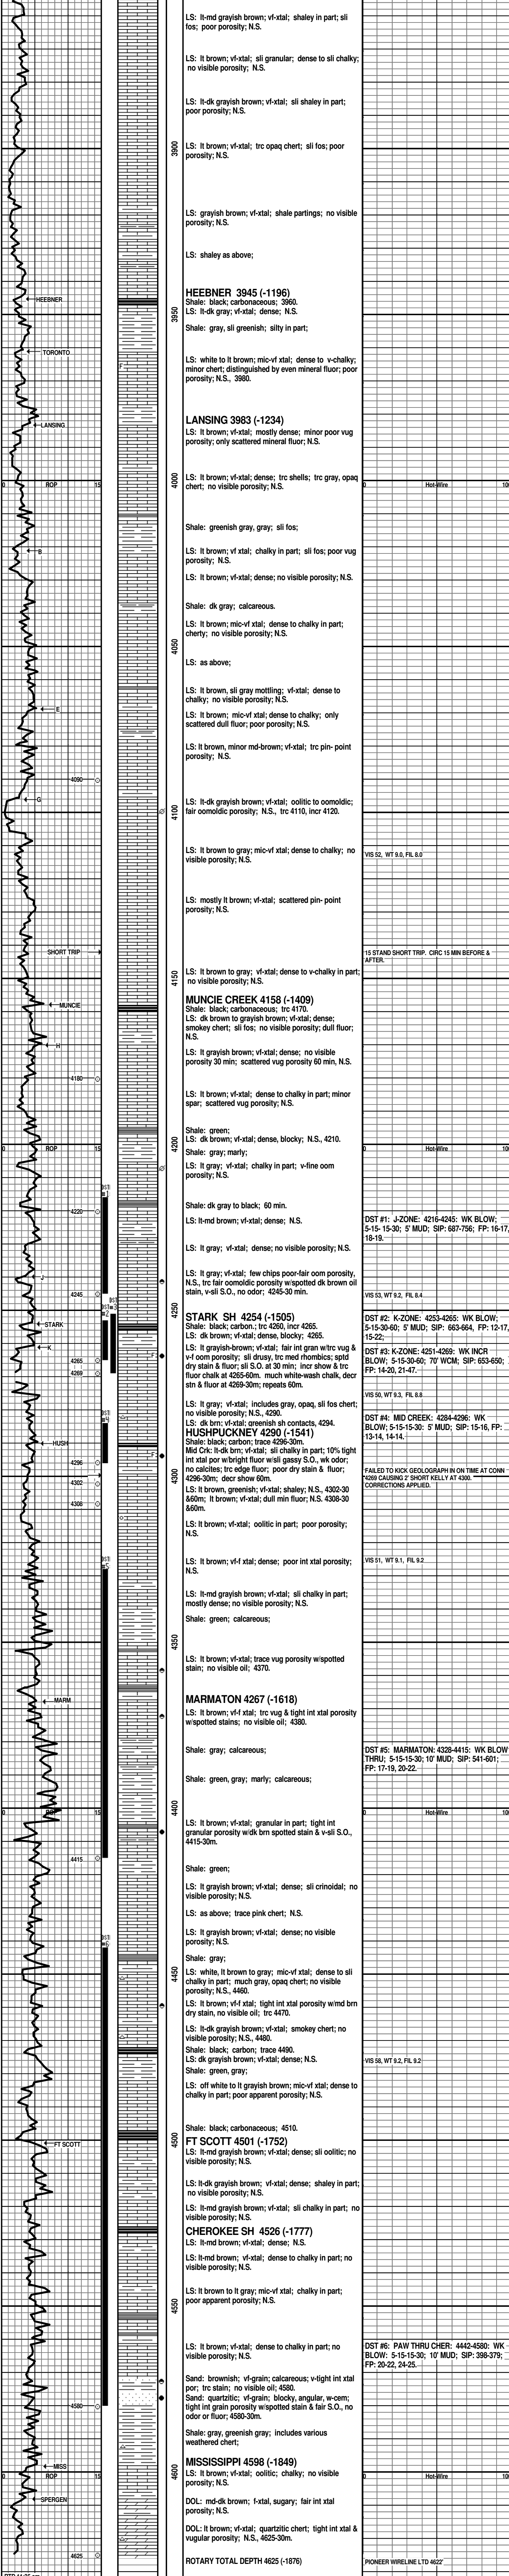 LS: lt-md grayish brown; vf-xtal; shaley in part; sli
fos; poor porosity; N.S.
LS: lt brown; vf-xtal; sli granular; dense to sli chalky;
no visible porosity; N.S.
LS: lt-dk grayish brown; vf-xtal; sli shaley in part;
poor porosity; N.S.
3900
LS: lt brown; vf-xtal; trc opaq chert; sli fos; poor
porosity; N.S.
LS: grayish brown; vf-xtal; shale partings; no visible
porosity; N.S.
LS: shaley as above;
HEEBNER 3945 (-1196)
HEEBNER
Shale: black; carbonaceous; 3960.
LS: lt-dk gray; vf-xtal; dense; N.S.
3950
Shale: gray, sli greenish; silty in part;
TORONTO
F
LS: white to lt brown; mic-vf xtal; dense to v-chalky;
minor chert; distinguished by even mineral fluor; poor
porosity; N.S., 3980.
LANSING 3983 (-1234)
LANSING
LS: lt brown; vf-xtal; mostly dense; minor poor vug
porosity; only scattered mineral fluor; N.S.
4000
LS: lt brown; vf-xtal; dense; trc shells; trc gray, opaq
chert; no visible porosity; N.S.
0 ROP 15
0 Hot-Wire 100
Shale: greenish gray, gray; sli fos;
B
LS: lt brown; vf xtal; chalky in part; sli fos; poor vug
porosity; N.S.
LS: lt brown; vf-xtal; dense; no visible porosity; N.S.
Shale: dk gray; calcareous.
LS: lt brown; mic-vf xtal; dense to chalky in part;
cherty; no visible porosity; N.S.
4050
LS: as above;
LS: lt brown, sli gray mottling; vf-xtal; dense to
chalky; no visible porosity; N.S.
E
LS: lt brown; mic-vf xtal; dense to chalky; only
scattered dull fluor; poor porosity; N.S.
LS: lt brown, minor md-brown; vf-xtal; trc pin- point
porosity; N.S.
4090
G
LS: lt-dk grayish brown; vf-xtal; oolitic to oomoldic;
fair oomoldic porosity; N.S., trc 4110, incr 4120.
4100
LS: lt brown to gray; mic-vf xtal; dense to chalky; no
visible porosity; N.S.
VIS 52, WT 9.0, FIL 8.0
LS: mostly lt brown; vf-xtal; scattered pin- point
porosity; N.S.
SHORT TRIP
15 STAND SHORT TRIP. CIRC 15 MIN BEFORE &
AFTER.
4150
LS: lt brown to gray; vf-xtal; dense to v-chalky in part;
no visible porosity; N.S.
MUNCIE CREEK 4158 (-1409)
MUNCIE
Shale: black; carbonaceous; trc 4170.
LS: dk brown to grayish brown; vf-xtal; dense;
smokey chert; sli fos; no visible porosity; dull fluor;
N.S.
H
LS: lt grayish brown; vf-xtal; dense; no visible
porosity 30 min; scattered vug porosity 60 min, N.S.
4180
LS: lt brown; vf-xtal; dense to chalky in part; minor
spar; scattered vug porosity; N.S.
Shale: green;
LS: dk brown; vf-xtal; dense, blocky; N.S., 4210.
4200
0 ROP 15
0 Hot-Wire 100
Shale: gray; marly;
LS: lt gray; vf-xtal; chalky in part; v-fine oom
porosity; N.S.
DST #1
Shale: dk gray to black; 60 min.
4220
LS: lt-md brown; vf-xtal; dense; N.S.
DST #1: J-ZONE: 4216-4245: WK BLOW;
5-15- 15-30; 5' MUD; SIP: 687-756; FP: 16-17,
18-19.
LS: lt gray; vf-xtal; dense; no visible porosity; N.S.
J
LS: lt gray; vf-xtal; few chips poor-fair oom porosity,
N.S., trc fair oomoldic porosity w/spotted dk brown oil
stain, v-sli S.O., no odor; 4245-30 min.
4245
VIS 53, WT 9.2, FIL 8.4
DST #2
DST #3
4250
STARK SH 4254 (-1505)
STARK
Shale: black; carbon.; trc 4260, incr 4265.
LS: dk brown; vf-xtal; dense, blocky; 4265.
DST #2: K-ZONE: 4253-4265: WK BLOW;
5-15-30-60; 5' MUD; SIP: 663-664, FP: 12-17,
15-22;
K
LS: lt grayish brown; vf-xtal; fair int gran w/trc vug &
v-f oom porosity; sli drusy, trc med rhombics; sptd
dry stain & fluor; sli S.O. at 30 min; incr show & trc
fluor chalk at 4265-60m. much white-wash chalk, decr
stn & fluor at 4269-30m; repeats 60m.
4265
4269
DST #3: K-ZONE: 4251-4269: WK INCR
BLOW; 5-15-30-60; 70' WCM; SIP: 653-650;
FP: 14-20, 21-47.
F
VIS 50, WT 9.3, FIL 8.8
LS: lt gray; vf-xtal; includes gray, opaq, sli fos chert;
no visible porosity; N.S., 4290.
LS: dk brn; vf-xtal; greenish sh contacts, 4294.
DST #4
DST #4: MID CREEK: 4284-4296: WK
BLOW; 5-15-15-30: 5' MUD; SIP: 15-16, FP:
13-14, 14-14.
HUSHPUCKNEY 4290 (-1541)
HUSH
Shale: black; carbon; trace 4296-30m.
Mid Crk: lt-dk brn; vf-xtal; sli chalky in part; 10% tight
int xtal por w/bright fluor w/sli gassy S.O., wk odor;
no calcites; trc edge fluor; poor dry stain & fluor;
4296-30m; decr show 60m.
F
4296
4300
'FAILED TO KICK GEOLOGRAPH IN ON TIME AT CONN
4269 CAUSING 2' SHORT KELLY AT 4300.
CORRECTIONS APPLIED.
4302
LS: lt brown, greenish; vf-xtal; shaley; N.S., 4302-30
&60m; lt brown; vf-xtal; dull min fluor; N.S. 4308-30
&60m.
4308
LS: lt brown; vf-xtal; oolitic in part; poor porosity;
N.S.
VIS 51, WT 9.1, FIL 9.2
DST #5
LS: lt brown; vf-f xtal; dense; poor int xtal porosity;
N.S.
LS: lt-md grayish brown; vf-xtal; sli chalky in part;
mostly dense; no visible porosity; N.S.
Shale: green; calcareous;
4350
LS: lt brown; vf-xtal; trace vug porosity w/spotted
stain; no visible oil; 4370.
MARMATON 4267 (-1618)
MARM
LS: lt brown; vf-f xtal; trc vug & tight int xtal porosity
w/spotted stains; no visible oil; 4380.
Shale: gray; calcareous;
DST #5: MARMATON: 4328-4415: WK BLOW
THRU; 5-15-15-30; 10' MUD; SIP: 541-601;
FP: 17-19, 20-22.
Shale: green, gray; marly; calcareous;
4400
0 ROP 15
0 Hot-Wire 100
LS: lt brown; vf-xtal; granular in part; tight int
granular porosity w/dk brn spotted stain & v-sli S.O.,
4415-30m.
4415
Shale: green;
LS: lt grayish brown; vf-xtal; dense; sli crinoidal; no
visible porosity; N.S.
LS: as above; trace pink chert; N.S.
DST #6
LS: lt grayish brown; vf-xtal; dense; no visible
porosity; N.S.
Shale: gray;
4450
LS: white, lt brown to gray; mic-vf xtal; dense to sli
chalky in part; much gray, opaq chert; no visible
porosity; N.S., 4460.
LS: lt brown; vf-f xtal; tight int xtal porosity w/md brn
dry stain, no visible oil; trc 4470.
LS: lt-dk grayish brown; vf-xtal; smokey chert; no
visible porosity; N.S., 4480.
Shale: black; carbon; trace 4490.
LS: dk grayish brown; vf-xtal; dense; N.S.
VIS 58, WT 9.2, FIL 9.2
Shale: green, gray;
LS: off white to lt grayish brown; mic-vf xtal; dense to
chalky in part; poor apparent porosity; N.S.
Shale: black; carbonaceous; 4510.
4500
FT SCOTT 4501 (-1752)
FT SCOTT
LS: lt-md grayish brown; vf-xtal; dense; sli oolitic; no
visible porosity; N.S.
LS: lt-dk grayish brown; vf-xtal; dense; shaley in part;
no visible porosity; N.S.
LS: lt-md grayish brown; vf-xtal; sli chalky in part; no
visible porosity; N.S.
CHEROKEE SH 4526 (-1777)
LS: lt-md brown; vf-xtal; dense; N.S.
LS: lt-md brown; vf-xtal; dense to chalky in part; no
visible porosity; N.S.
4550
LS: lt brown to lt gray; mic-vf xtal; chalky in part;
poor apparent porosity; N.S.
LS: lt brown; vf-xtal; dense to chalky in part; no
visible porosity; N.S.
DST #6: PAW THRU CHER: 4442-4580: WK
BLOW: 5-15-15-30; 10' MUD; SIP: 398-379;
FP: 20-22, 24-25.
Sand: brownish; vf-grain; calcareous; v-tight int xtal
por; trc stain; no visible oil; 4580.
Sand: quartzitic; vf-grain; blocky, angular, w-cem;
tight int grain porosity w/spotted stain & fair S.O., no
odor or fluor; 4580-30m.
4580
Shale: gray, greenish gray; includes various
weathered chert;
MISSISSIPPI 4598 (-1849)
MISS
LS: lt brown; vf-xtal; oolitic; chalky; no visible
porosity; N.S.
4600
0 ROP 15
0 Hot-Wire 100
SPERGEN
DOL: md-dk brown; f-xtal, sugary; fair int xtal
porosity; N.S.
DOL: lt brown; vf-xtal; quartzitic chert; tight int xtal &
vugular porosity; N.S., 4625-30m.
4625
ROTARY TOTAL DEPTH 4625 (-1876)
PIONEER WIRELINE LTD 4622'